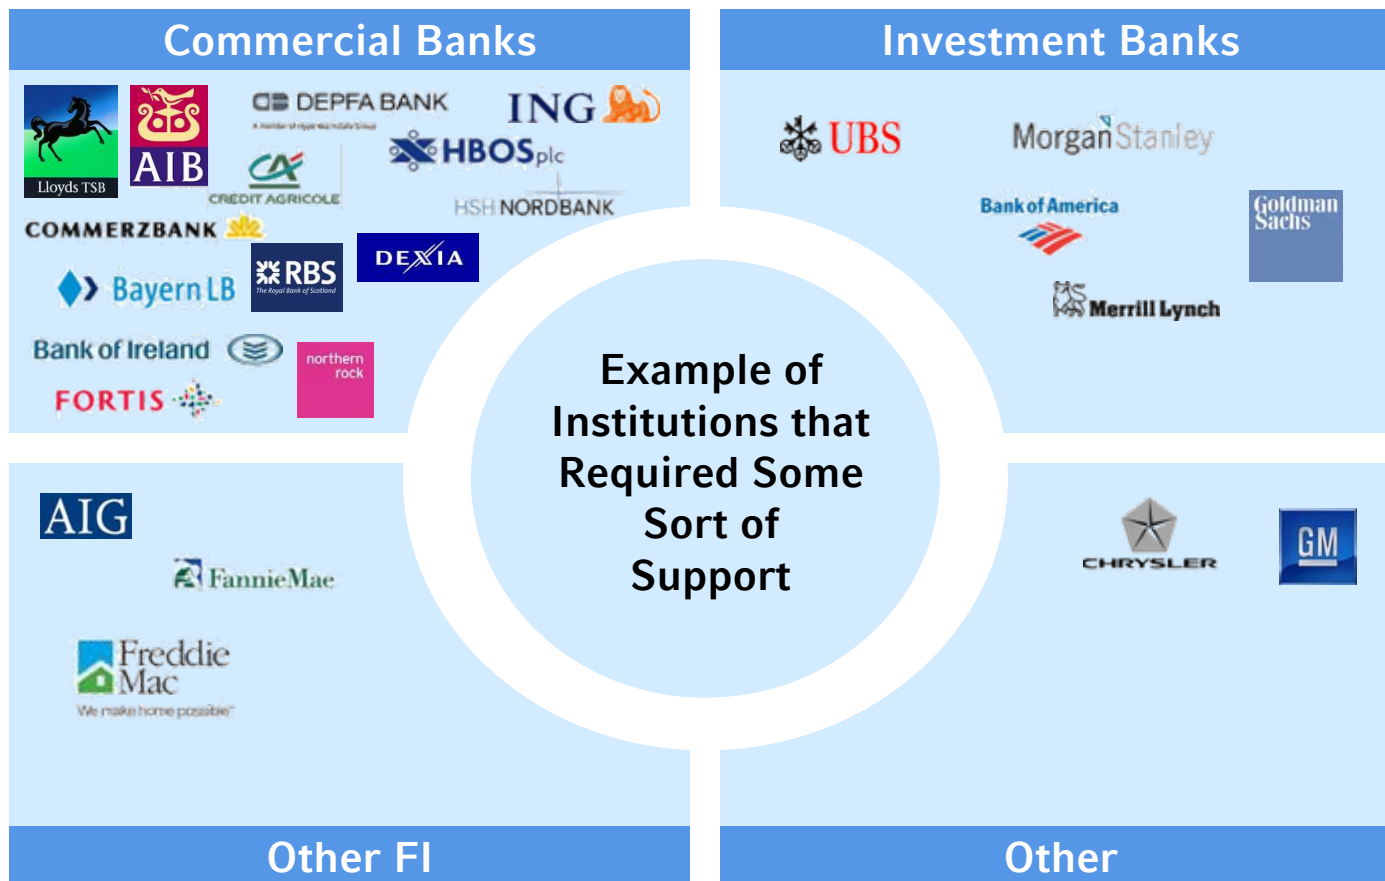 Commercial Banks
Investment Banks
Lloyds TSB
AIB
DEPFA BANK
ING
CRÉDIT AGRICOLE
HBOSplc
HSH NORDBANK
COMMERZBANK
Bayern LB
RBS
The Royal Bank of Scotland
DEXIA
Bank of Ireland
FORTIS
northern
rock
UBS
Morgan Stanley
Bank of America
Goldman
Sachs
Merrill Lynch
Example of
Institutions that
Required Some
Sort of
Support
AIG
FannieMae
Freddie
Mac
We make home possible
CHRYSLER
GM
Other FI
Other